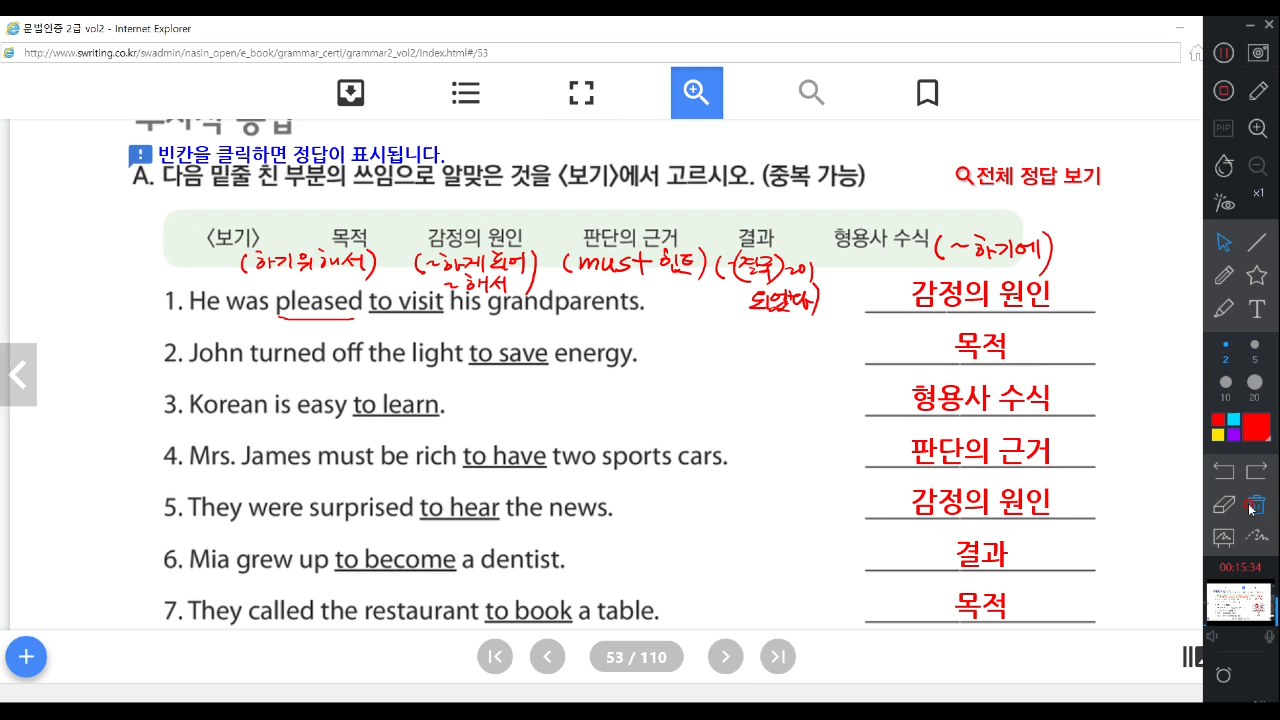 문법인증 2급 vol2 - Internet Explorer
http://www.swriting.co.kr/swadmin/nasin_open/e_book/grammar_certi/grammar2_vol2/index.html#/53
빈칸을 클릭하면 정답이 표시됩니다.
A. 다음 밑줄 친 부분의 쓰임으로 알맞은 것을 〈보기〉에서 고르시오. (중복 가능)
전체 정답 보기
〈보기〉 목적 감정의 원인 판단의 근거 결과 형용사 수식 (~하기에)
(하기위해서) (~하게 되어 ~해서) (must 힌트) (~(결국)~이 되었다)
1. He was pleased to visit his grandparents. 감정의 원인
2. John turned off the light to save energy. 목적
3. Korean is easy to learn. 형용사 수식
4. Mrs. James must be rich to have two sports cars. 판단의 근거
5. They were surprised to hear the news. 감정의 원인
6. Mia grew up to become a dentist. 결과
7. They called the restaurant to book a table. 목적
53 / 110
PIP
x1
T
2 5
10 20
00:15:34